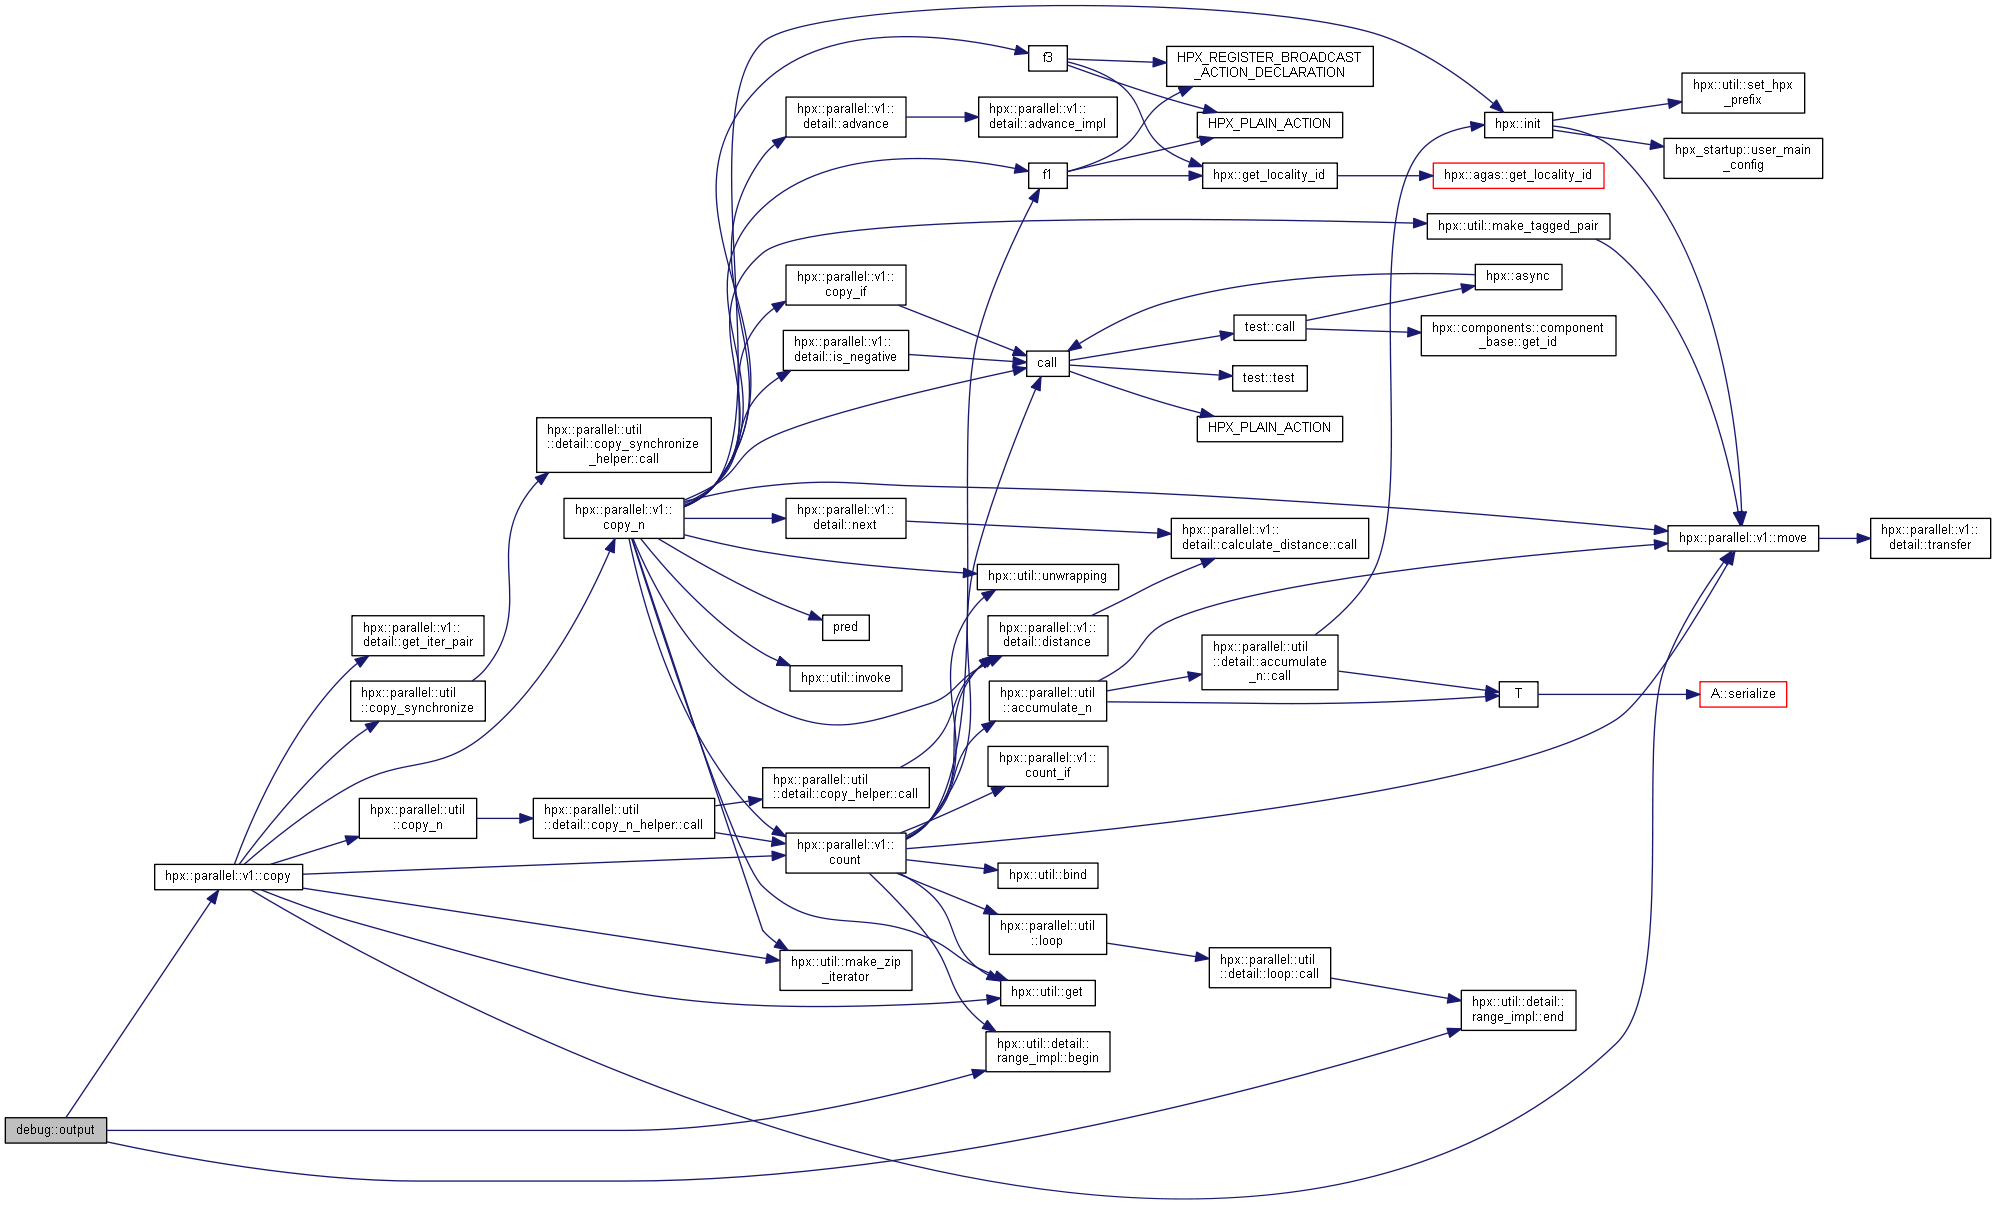 f3
HPX_REGISTER_BROADCAST
_ACTION_DECLARATION
hpx::util::set_hpx
_prefix
hpx::parallel::v1::
detail::advance
hpx::parallel::v1::
detail::advance_impl
HPX_PLAIN_ACTION
hpx::init
hpx_startup::user_main
_config
f1
hpx::get_locality_id
hpx::agas::get_locality_id
hpx::util::make_tagged_pair
hpx::parallel::v1::
copy_if
hpx::async
hpx::parallel::v1::
detail::is_negative
call
test::call
hpx::components::component
_base::get_id
test::test
HPX_PLAIN_ACTION
hpx::parallel::util
::detail::copy_synchronize
_helper::call
hpx::parallel::v1::
copy_n
hpx::parallel::v1::
detail::next
hpx::parallel::v1::
detail::calculate_distance::call
hpx::parallel::v1::move
hpx::parallel::v1::
detail::transfer
hpx::util::unwrapping
pred
hpx::parallel::v1::
detail::get_iter_pair
hpx::parallel::v1::
detail::distance
hpx::util::invoke
hpx::parallel::util
::detail::accumulate
_n::call
hpx::parallel::util
::copy_synchronize
hpx::parallel::util
::accumulate_n
T
A::serialize
hpx::parallel::v1::
count_if
hpx::parallel::util
::copy_n
hpx::parallel::util
::detail::copy_n_helper::call
hpx::parallel::util
::detail::copy_helper::call
hpx::parallel::v1::
count
hpx::parallel::v1::copy
hpx::util::bind
hpx::parallel::util
::loop
hpx::parallel::util
::detail::loop::call
hpx::util::make_zip
_iterator
hpx::util::get
hpx::util::detail::
range_impl::end
hpx::util::detail::
range_impl::begin
debug::output